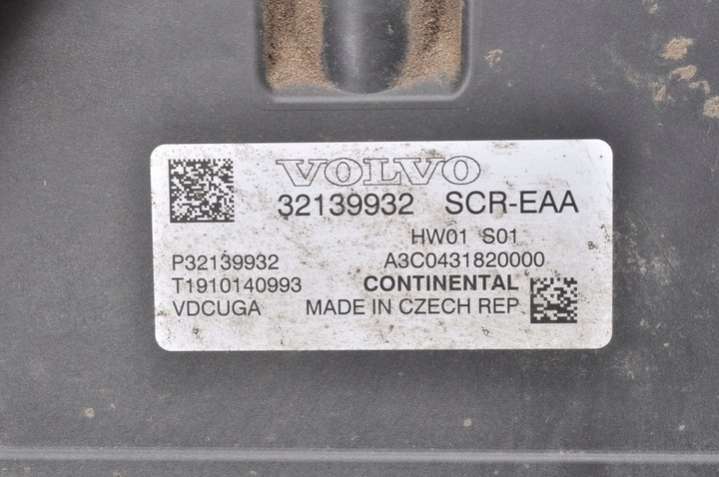 VOLVO
32139932 SCR-EAA
HW01 S01
P32139932 A3C0431820000
T1910140993 CONTINENTAL
VDCUGA MADE IN CZECH REP